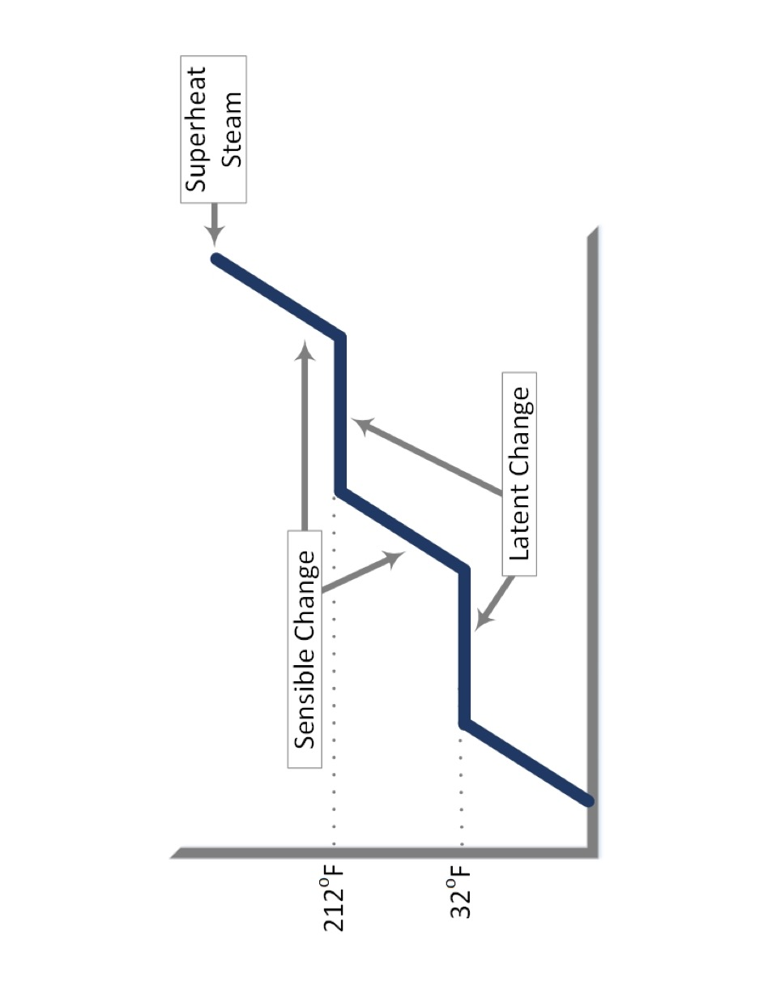 Superheat
Steam
Sensible Change
212°F
Latent Change
32°F